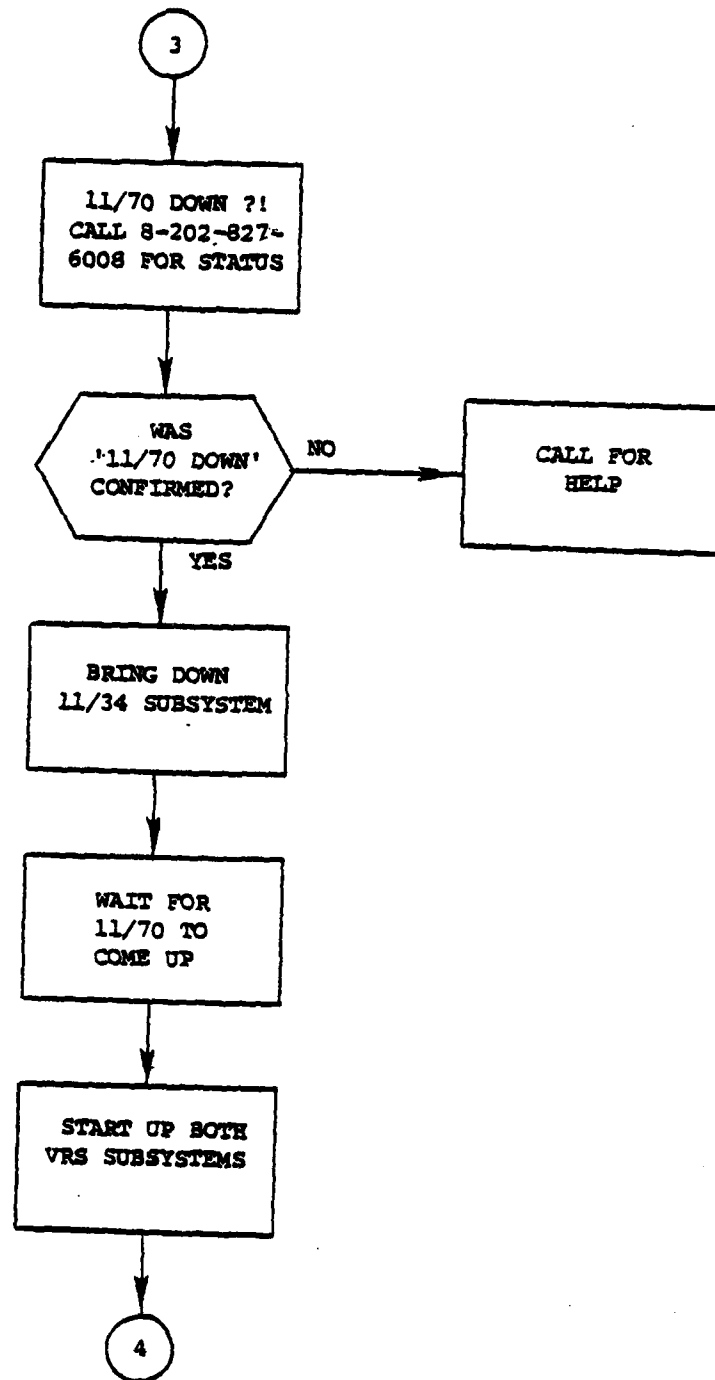 3
11/70 DOWN ?!
CALL 8-202-827-
6008 FOR STATUS
WAS
'11/70 DOWN'
CONFIRMED?
NO
CALL FOR
HELP
YES
BRING DOWN
11/34 SUBSYSTEM
WAIT FOR
11/70 TO
COME UP
START UP BOTH
VRS SUBSYSTEMS
4